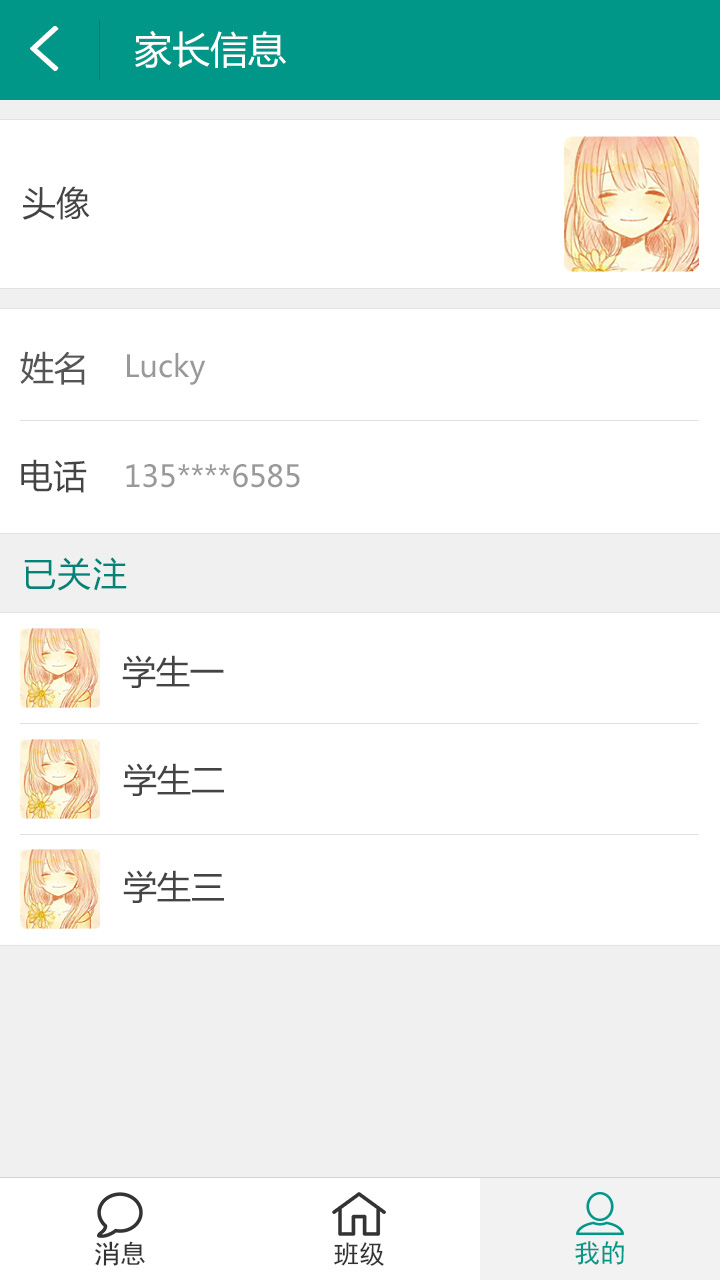 家长信息
头像
姓名 Lucky
电话 135****6585
已关注
学生一
学生二
学生三
消息 班级 我的